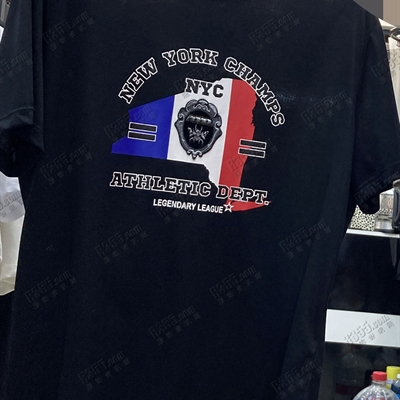 NEW YORK CHAMPS
NYC
ATHLETIC DEPT.
LEGENDARY LEAGUE